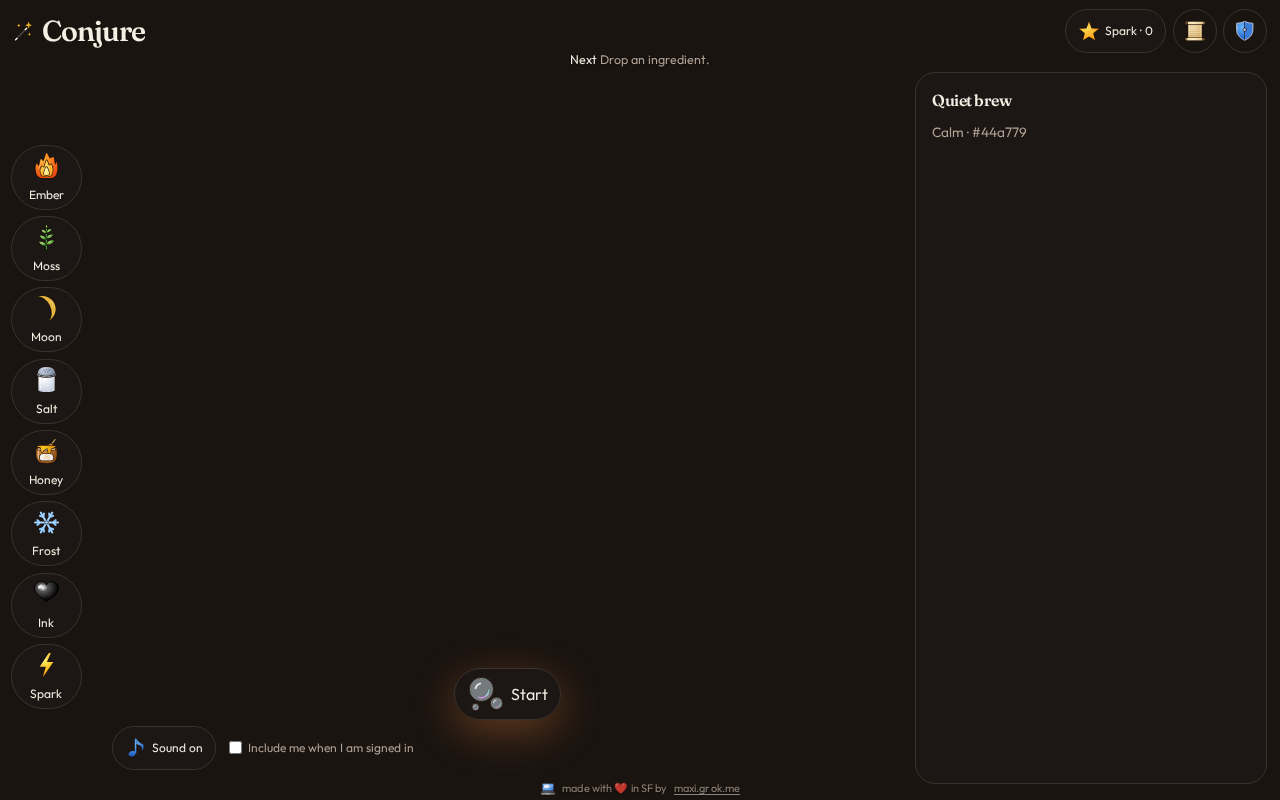 Conjure
Spark · 0
Next Drop an ingredient.
Quiet brew
Calm · #44a779
Ember
Moss
Moon
Salt
Honey
Frost
Ink
Spark
Start
Sound on
Include me when I am signed in
made with ❤️ in SF by maxi.grok.me